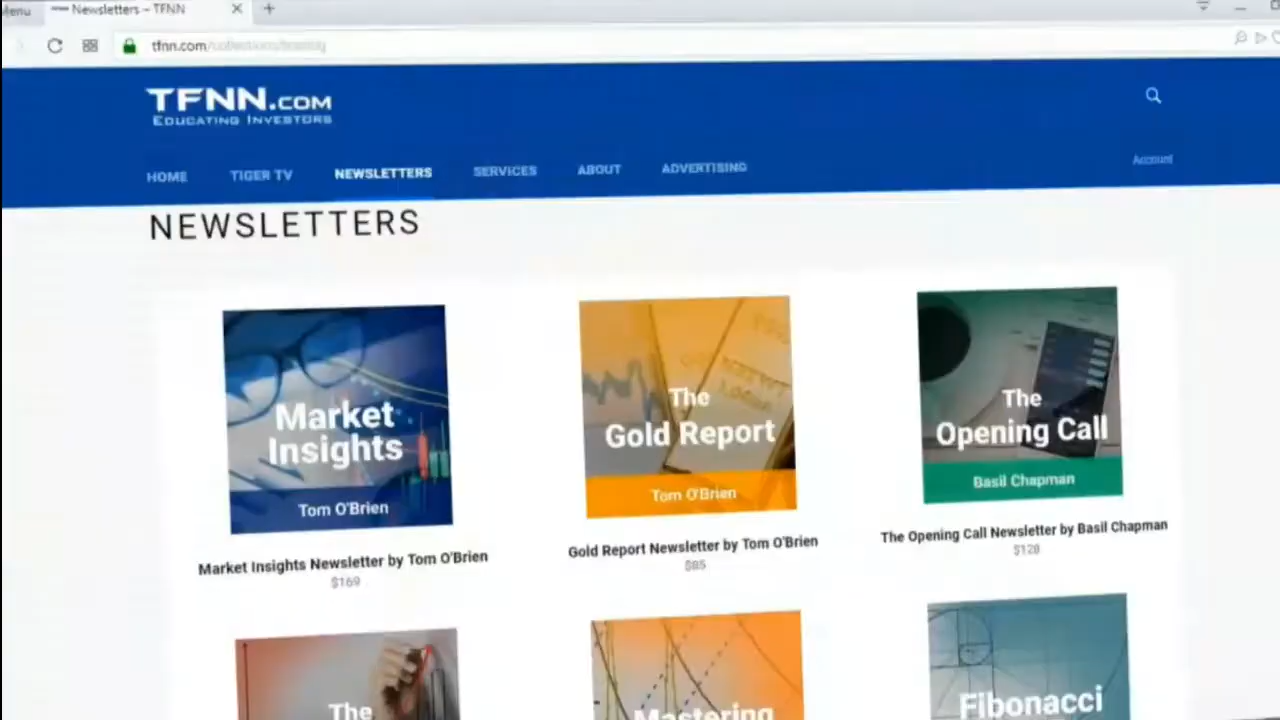 Menu
Newsletters – TFNN
tfnn.com/
TFNN.COM
EDUCATING INVESTORS
HOME
TIGER TV
NEWSLETTERS
SERVICES
ABOUT
ADVERTISING
Account
NEWSLETTERS
Market
Insights
Tom O'Brien
Market Insights Newsletter by Tom O'Brien
$169
The
Gold Report
Tom O'Brien
Gold Report Newsletter by Tom O'Brien
The
Opening Call
Basil Chapman
The Opening Call Newsletter by Basil Chapman
The
Mastering
Fibonacci